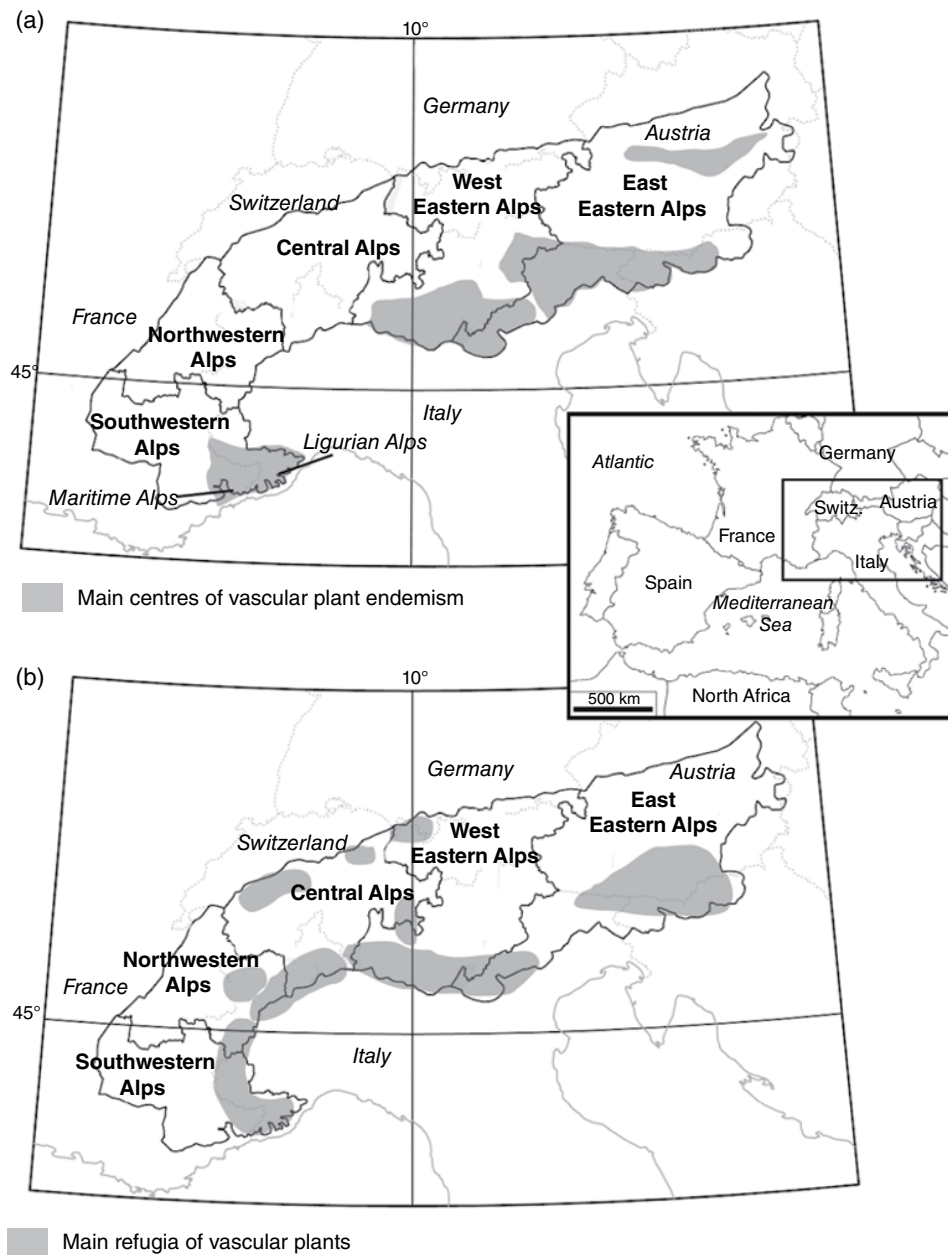 (a)
10°
Germany
Austria
West
Eastern Alps
East
Eastern Alps
Switzerland
Central Alps
France
Northwestern
Alps
45°
Italy
Southwestern
Alps
Ligurian Alps
Maritime Alps
Main centres of vascular plant endemism
Atlantic
Germany
Switz.
Austria
France
Italy
Spain
Mediterranean
Sea
500 km
North Africa
(b)
10°
Germany
Austria
East
Eastern Alps
West
Eastern Alps
Switzerland
Central Alps
Northwestern
Alps
France
45°
Italy
Southwestern
Alps
Main refugia of vascular plants